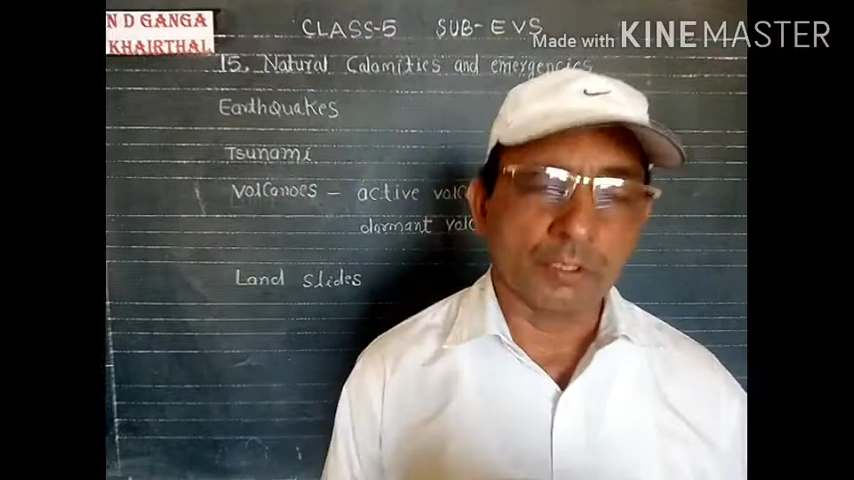 N D GANGA
KHAIRTHAL
CLASS-5 SUB- EVS
Made with KINEMASTER
15. Natural Calamities and emergencies
Earthquakes
Tsunami
Volcanoes - active
dormant
Land slides